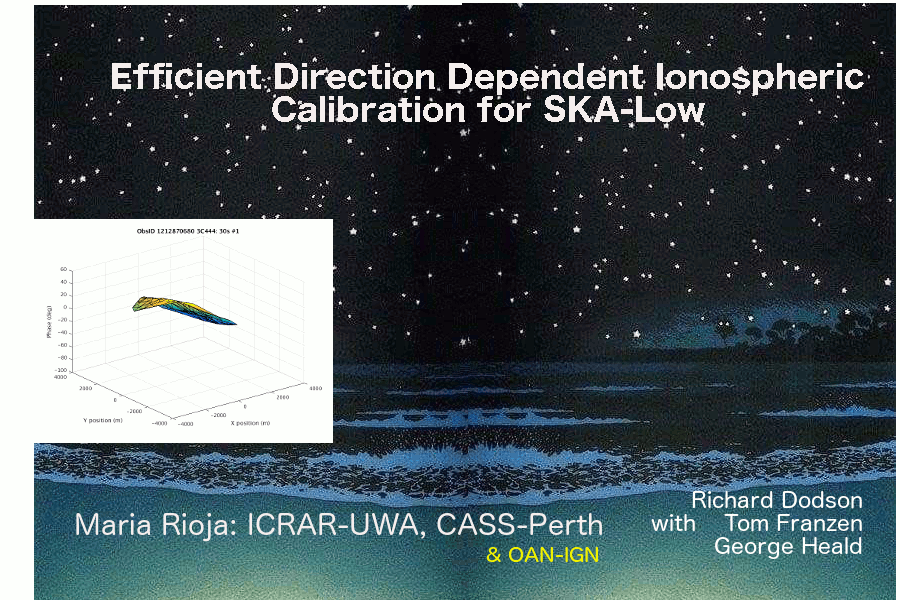 Efficient Direction Dependent Ionospheric
Calibration for SKA-Low
ObsID 1212870680 3C444: 30s #1
60
40
20
0
-20
-40
-60
-80
-100
Phase (deg)
4000
2000
0
-2000
-4000
Y position (m)
-4000
-2000
0
2000
4000
X position (m)
Maria Rioja: ICRAR-UWA, CASS-Perth
& OAN-IGN
Richard Dodson
with Tom Franzen
George Heald